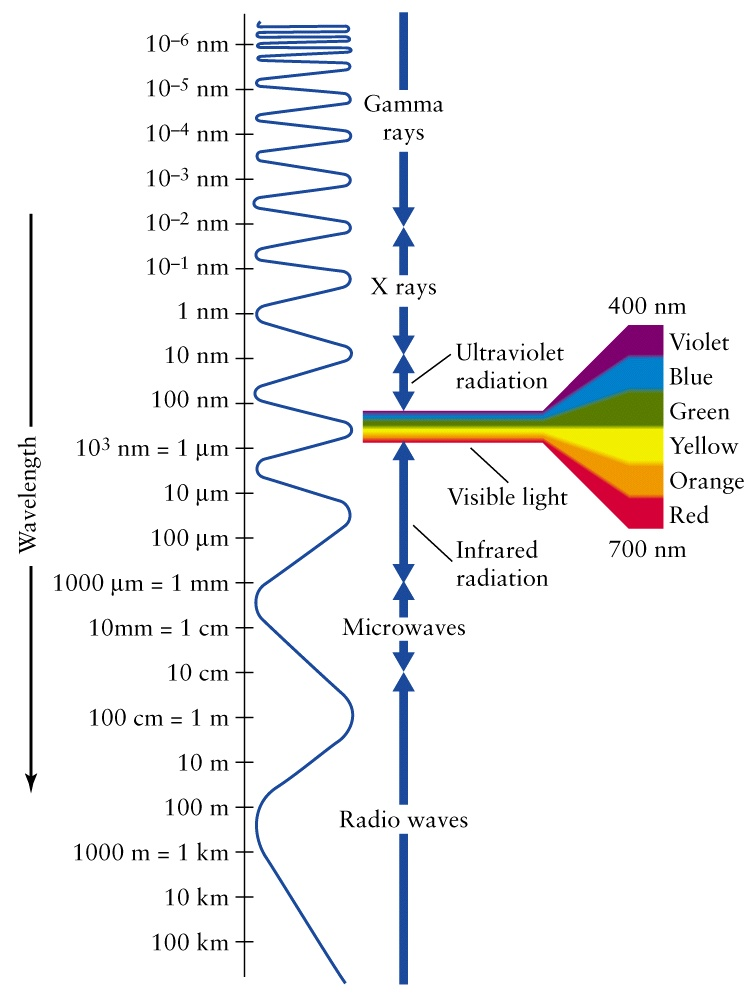 10–6 nm
10–5 nm
10–4 nm
10–3 nm
10–2 nm
10–1 nm
1 nm
10 nm
100 nm
103 nm = 1 μm
10 μm
100 μm
1000 μm = 1 mm
10mm = 1 cm
10 cm
100 cm = 1 m
10 m
100 m
1000 m = 1 km
10 km
100 km
Wavelength
Gamma
rays
X rays
Ultraviolet
radiation
Visible light
Infrared
radiation
Microwaves
Radio waves
400 nm
Violet
Blue
Green
Yellow
Orange
Red
700 nm